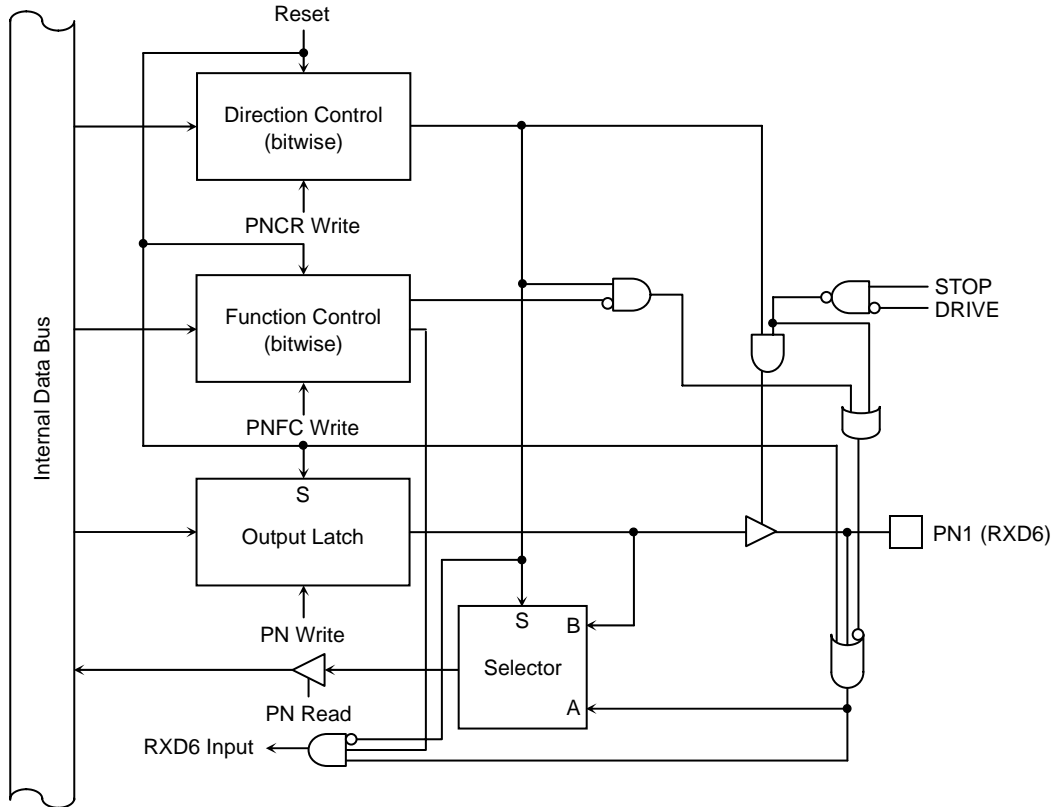 Reset
Direction Control
(bitwise)
PNCR Write
Internal Data Bus
Function Control
(bitwise)
STOP
DRIVE
PNFC Write
S
Output Latch
PN1 (RXD6)
PN Write
S
B
Selector
A
PN Read
RXD6 Input